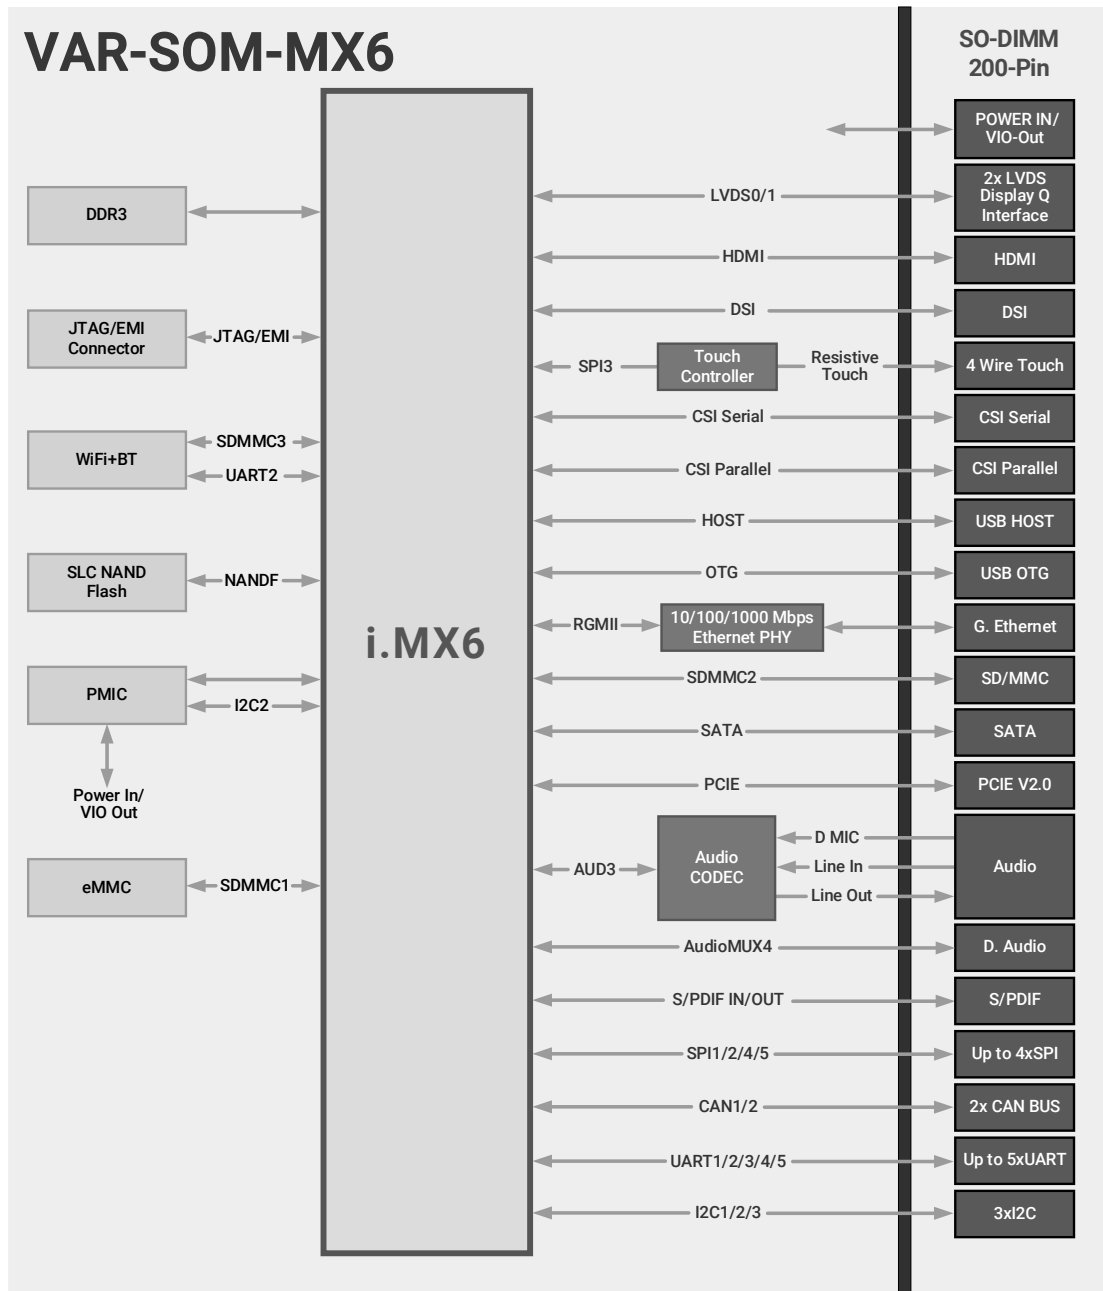 VAR-SOM-MX6
SO-DIMM
200-Pin
DDR3
JTAG/EMI
Connector
JTAG/EMI
WiFi+BT
SDMMC3
UART2
SLC NAND
Flash
NANDF
PMIC
I2C2
Power In/
VIO Out
eMMC
SDMMC1
i.MX6
POWER IN/
VIO-Out
LVDS0/1
2x LVDS
Display Q
Interface
HDMI
HDMI
DSI
DSI
SPI3
Touch
Controller
Resistive
Touch
4 Wire Touch
CSI Serial
CSI Serial
CSI Parallel
CSI Parallel
HOST
USB HOST
OTG
USB OTG
RGMII
10/100/1000 Mbps
Ethernet PHY
G. Ethernet
SDMMC2
SD/MMC
SATA
SATA
PCIE
PCIE V2.0
AUD3
Audio
CODEC
D MIC
Line In
Line Out
Audio
AudioMUX4
D. Audio
S/PDIF IN/OUT
S/PDIF
SPI1/2/4/5
Up to 4xSPI
CAN1/2
2x CAN BUS
UART1/2/3/4/5
Up to 5xUART
I2C1/2/3
3xI2C